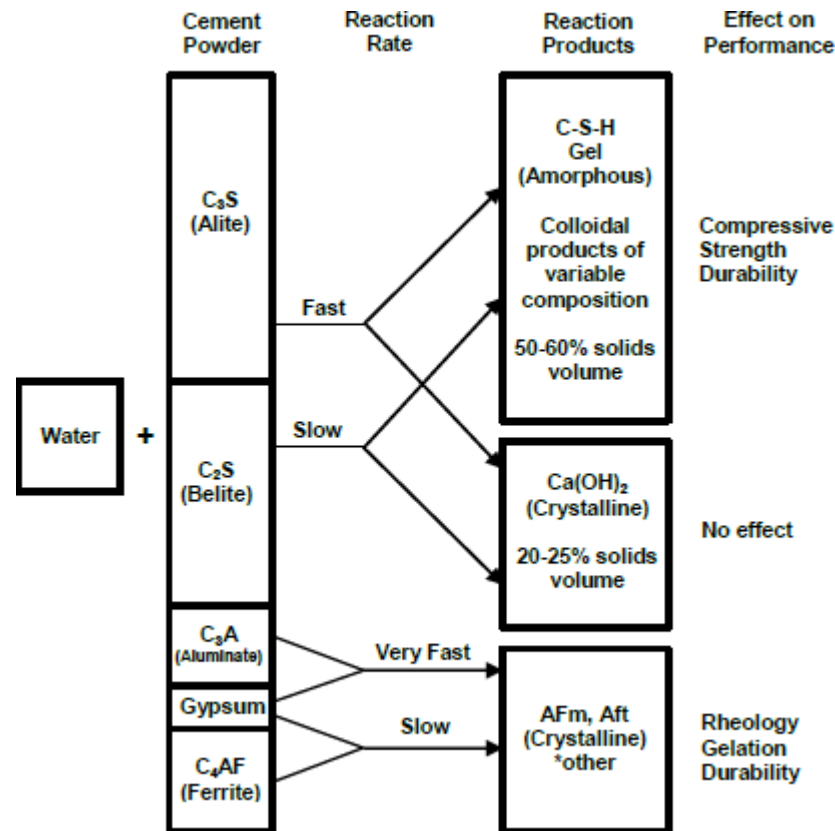 Cement
Powder
Reaction
Rate
Reaction
Products
Effect on
Performance
Water
+
C₃S
(Alite)
C₂S
(Belite)
C₃A
(Aluminate)
Gypsum
C₄AF
(Ferrite)
Fast
Slow
Very Fast
Slow
C-S-H
Gel
(Amorphous)
Colloidal
products of
variable
composition
50-60% solids
volume
Ca(OH)₂
(Crystalline)
20-25% solids
volume
AFm, Aft
(Crystalline)
*other
Compressive
Strength
Durability
No effect
Rheology
Gelation
Durability